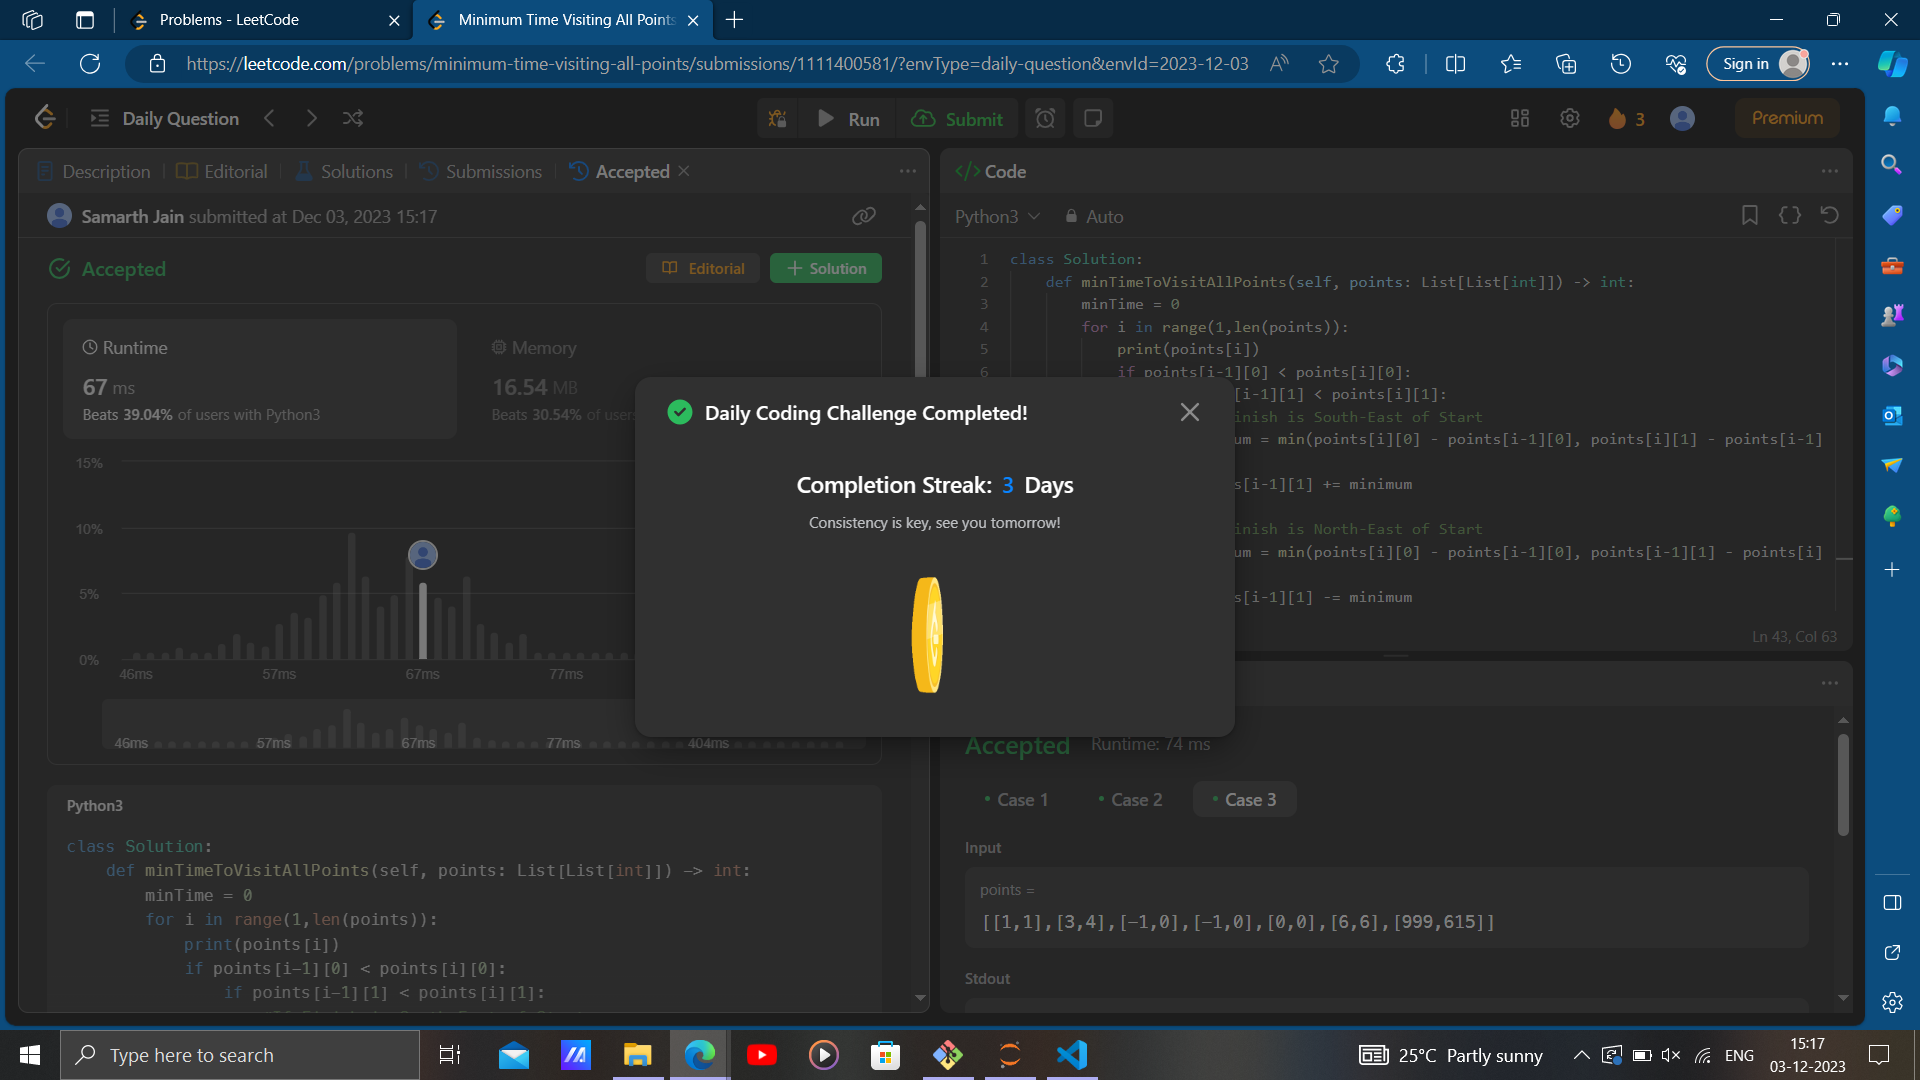 Problems - LeetCode
Minimum Time Visiting All Points
https://leetcode.com/problems/minimum-time-visiting-all-points/submissions/1111400581/?envType=daily-question&envId=2023-12-03
Sign in
Daily Question
Run
Submit
3
Premium
Description
Editorial
Solutions
Submissions
Accepted
Samarth Jain submitted at Dec 03, 2023 15:17
Accepted
Editorial
Solution
Runtime
67 ms
Beats 39.04% of users with Python3
Memory
16.54 MB
Beats 30.54% of users
15%
10%
5%
0%
46ms 57ms 67ms 77ms
46ms 57ms 67ms 77ms 404ms
Python3
class Solution:
def minTimeToVisitAllPoints(self, points: List[List[int]]) -> int:
minTime = 0
for i in range(1,len(points)):
print(points[i])
if points[i-1][0] < points[i][0]:
if points[i-1][1] < points[i][1]:
Daily Coding Challenge Completed!
Completion Streak: 3 Days
Consistency is key, see you tomorrow!
Code
Python3
Auto
1 class Solution:
2 def minTimeToVisitAllPoints(self, points: List[List[int]]) -> int:
3 minTime = 0
4 for i in range(1,len(points)):
5 print(points[i])
6 if points[i-1][0] < points[i][0]:
[i-1][1] < points[i][1]:
inish is South-East of Start
um = min(points[i][0] - points[i-1][0], points[i][1] - points[i-1]
s[i-1][1] += minimum
inish is North-East of Start
um = min(points[i][0] - points[i-1][0], points[i-1][1] - points[i]
s[i-1][1] -= minimum
Ln 43, Col 63
Accepted
Runtime: 74 ms
Case 1
Case 2
Case 3
Input
points =
[[1,1],[3,4],[-1,0],[-1,0],[0,0],[6,6],[999,615]]
Stdout
Type here to search
25°C Partly sunny
ENG
15:17
03-12-2023